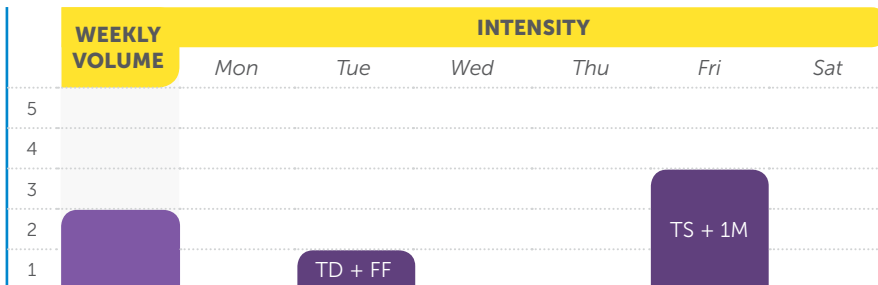 WEEKLY
VOLUME
INTENSITY
Mon Tue Wed Thu Fri Sat
5
4
3
2 TS + 1M
1 TD + FF